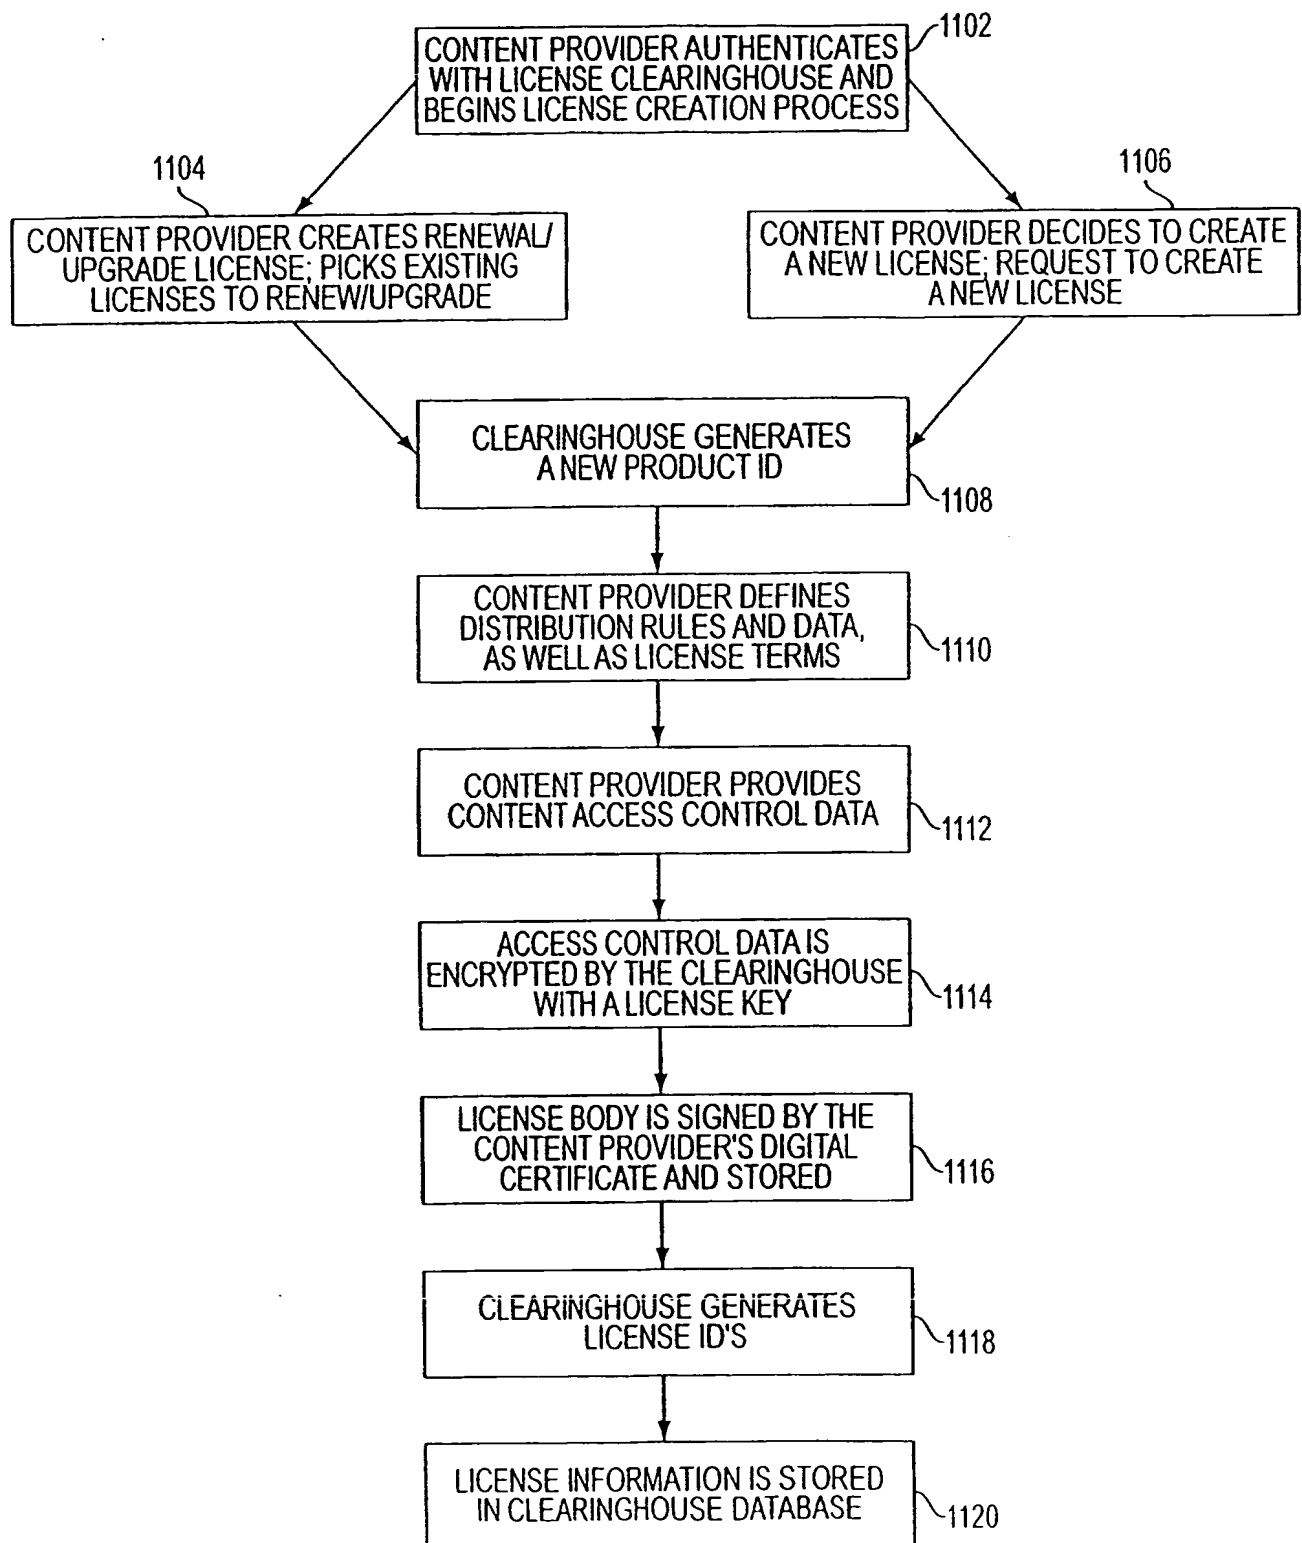 1102
CONTENT PROVIDER AUTHENTICATES
WITH LICENSE CLEARINGHOUSE AND
BEGINS LICENSE CREATION PROCESS
1104
CONTENT PROVIDER CREATES RENEWAL/
UPGRADE LICENSE; PICKS EXISTING
LICENSES TO RENEW/UPGRADE
1106
CONTENT PROVIDER DECIDES TO CREATE
A NEW LICENSE; REQUEST TO CREATE
A NEW LICENSE
CLEARINGHOUSE GENERATES
A NEW PRODUCT ID
1108
CONTENT PROVIDER DEFINES
DISTRIBUTION RULES AND DATA,
AS WELL AS LICENSE TERMS
1110
CONTENT PROVIDER PROVIDES
CONTENT ACCESS CONTROL DATA
1112
ACCESS CONTROL DATA IS
ENCRYPTED BY THE CLEARINGHOUSE
WITH A LICENSE KEY
1114
LICENSE BODY IS SIGNED BY THE
CONTENT PROVIDER'S DIGITAL
CERTIFICATE AND STORED
1116
CLEARINGHOUSE GENERATES
LICENSE ID'S
1118
LICENSE INFORMATION IS STORED
IN CLEARINGHOUSE DATABASE
1120